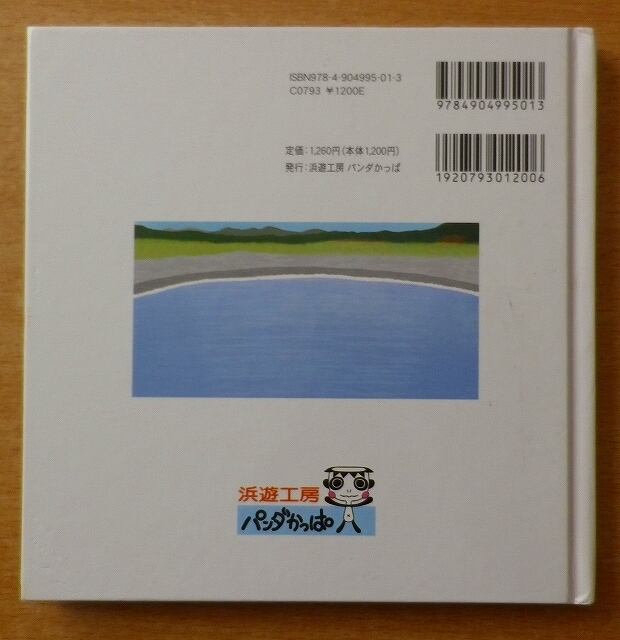 ISBN978-4-904995-01-3
C0793 ¥1200E
9784904995013
定価：1,260円（本体1,200円）
発行：浜遊工房 パンダかっぱ
1920793012006
浜遊工房
パンダかっぱ